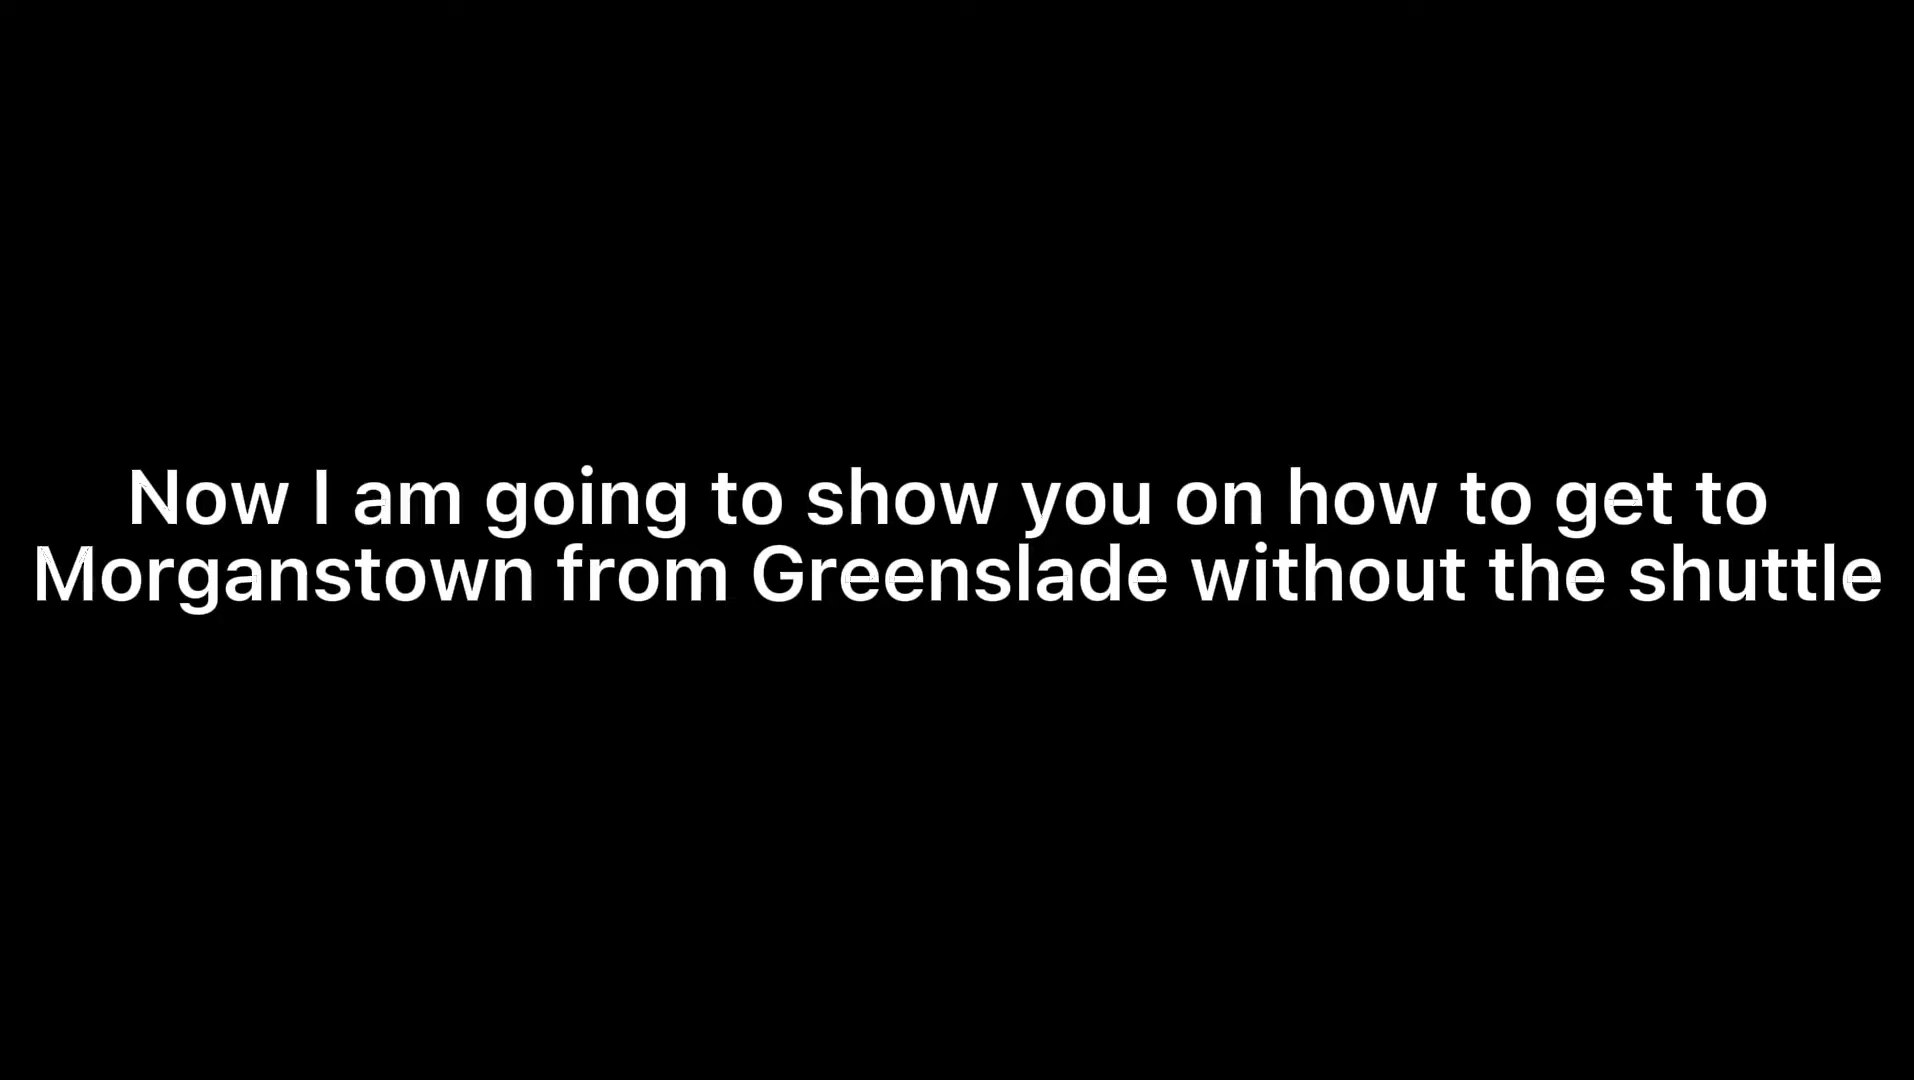 Now I am going to show you on how to get to
Morganstown from Greenslade without the shuttle